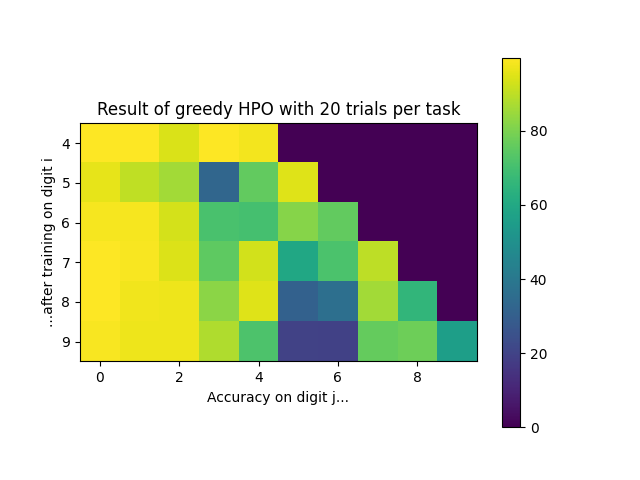 Result of greedy HPO with 20 trials per task
...after training on digit i
4
5
6
7
8
9
0 2 4 6 8
Accuracy on digit j...
80
60
40
20
0